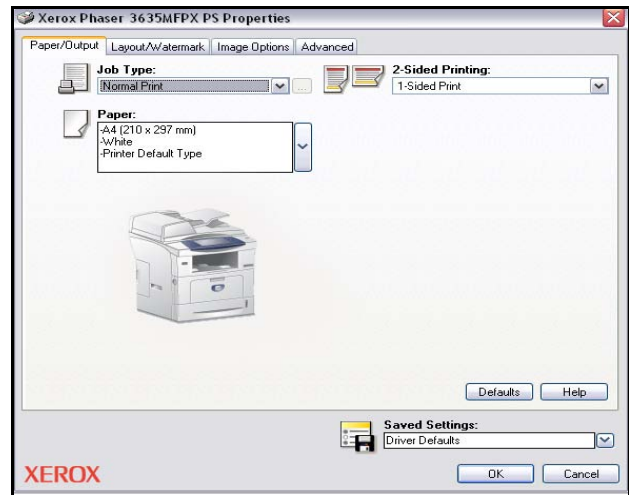 Xerox Phaser 3635MFPX PS Properties
Paper/Output Layout/Watermark Image Options Advanced
Job Type:
Normal Print
...
2-Sided Printing:
1-Sided Print
Paper:
-A4 (210 x 297 mm)
-White
-Printer Default Type
Defaults Help
Saved Settings:
Driver Defaults
XEROX
OK Cancel